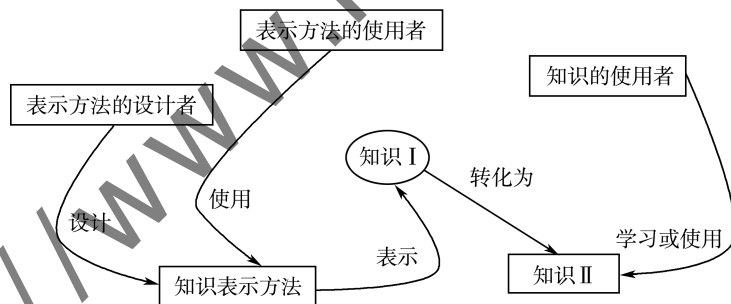 表示方法的使用者
知识的使用者
表示方法的设计者
知识Ⅰ
转化为
使用
设计
学习或使用
表示
知识表示方法
知识Ⅱ
//www.